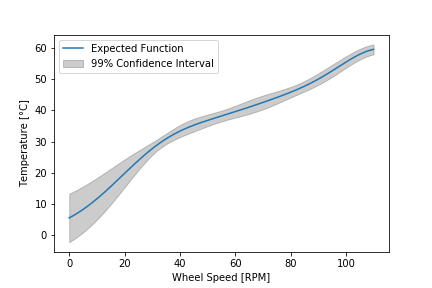 60
50
40
30
20
10
0
Temperature [°C]
Expected Function
99% Confidence Interval
0 20 40 60 80 100
Wheel Speed [RPM]